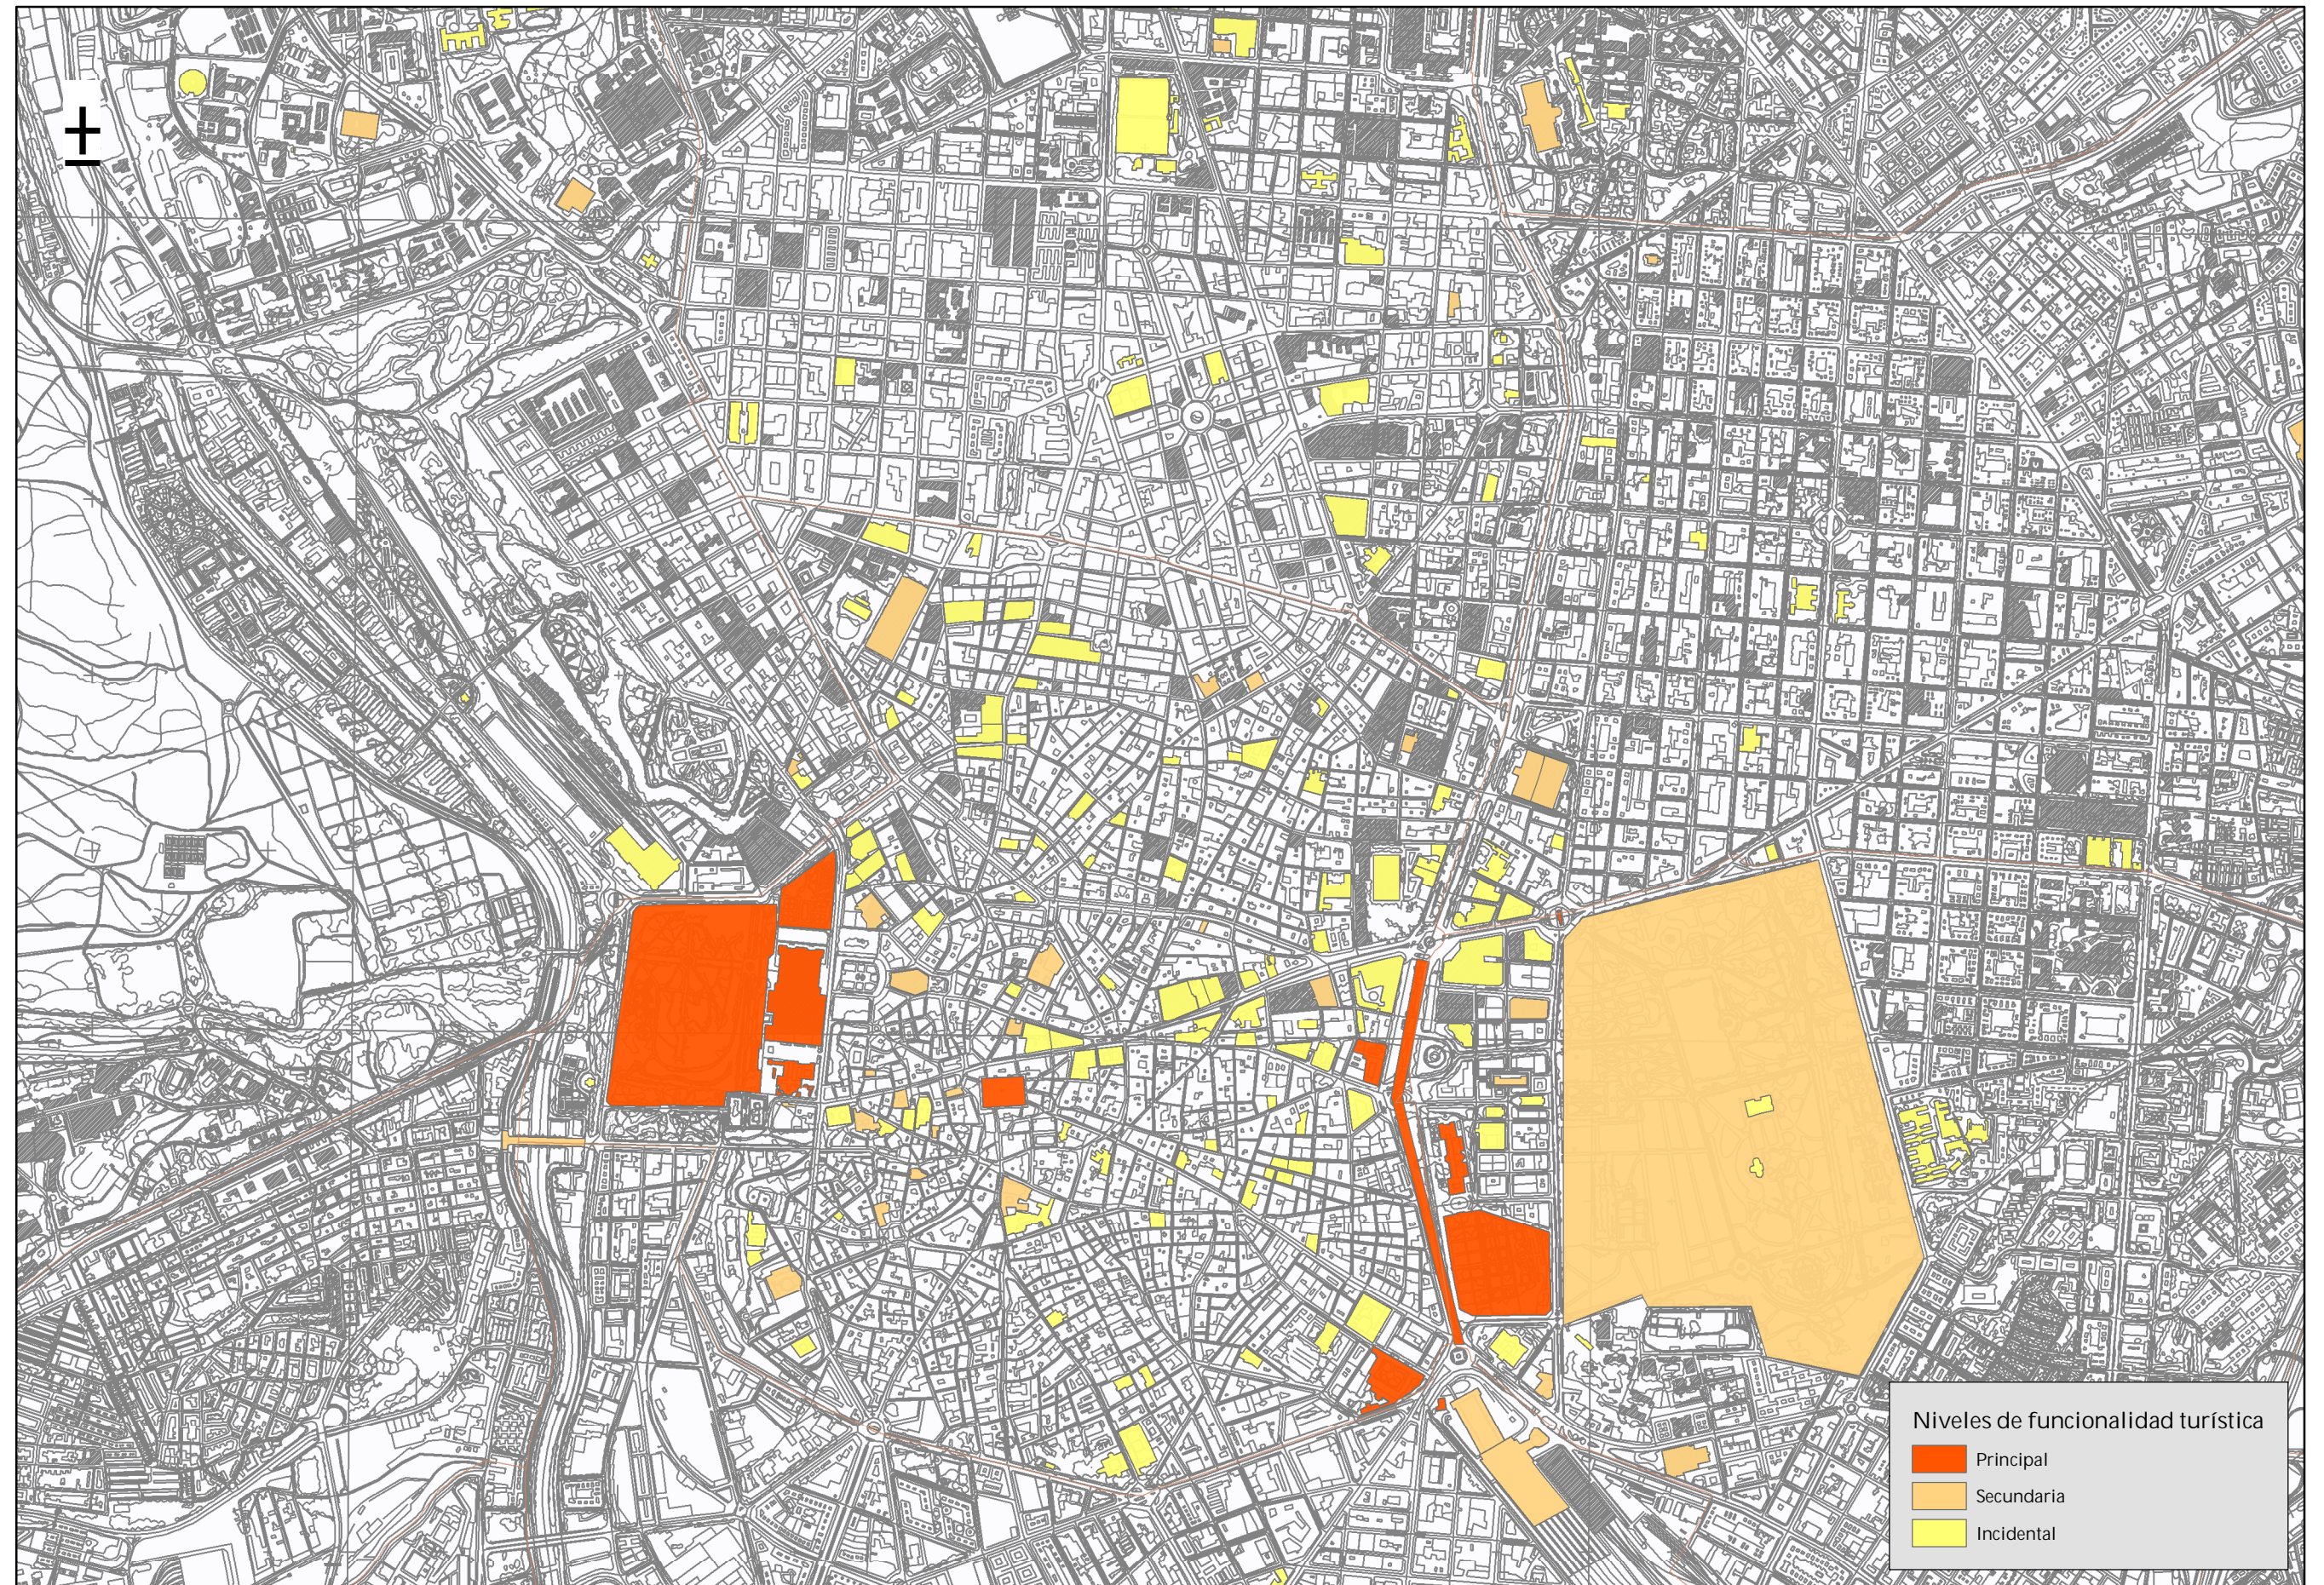 Niveles de funcionalidad turística
Principal
Secundaria
Incidental